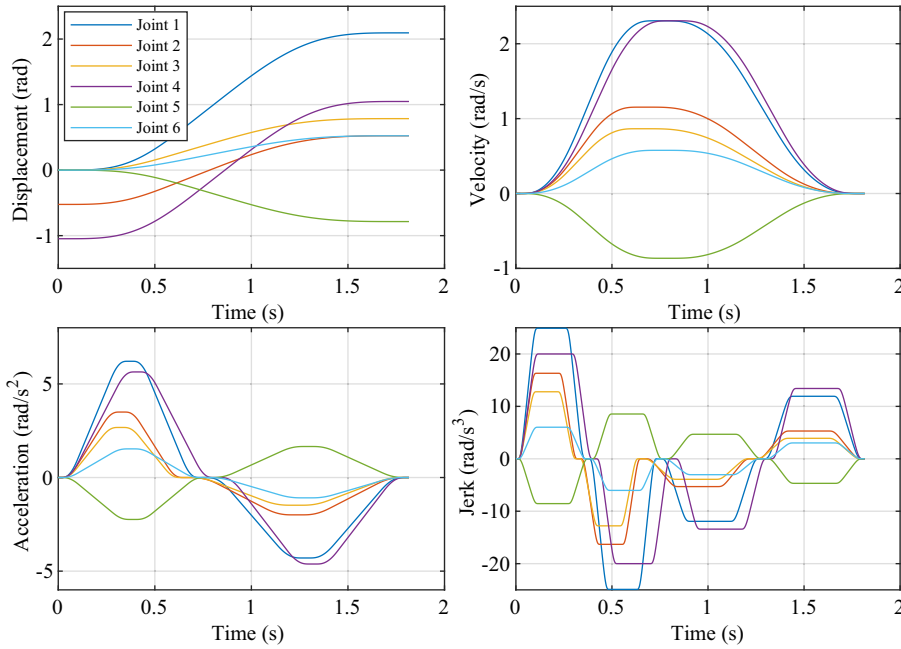 2
1
0
-1
0
0.5
1
1.5
2
Displacement (rad)
Time (s)
Joint 1
Joint 2
Joint 3
Joint 4
Joint 5
Joint 6
2
1
0
-1
0
0.5
1
1.5
2
Velocity (rad/s)
Time (s)
5
0
-5
0
0.5
1
1.5
2
Acceleration (rad/s²)
Time (s)
20
10
0
-10
-20
0
0.5
1
1.5
2
Jerk (rad/s³)
Time (s)